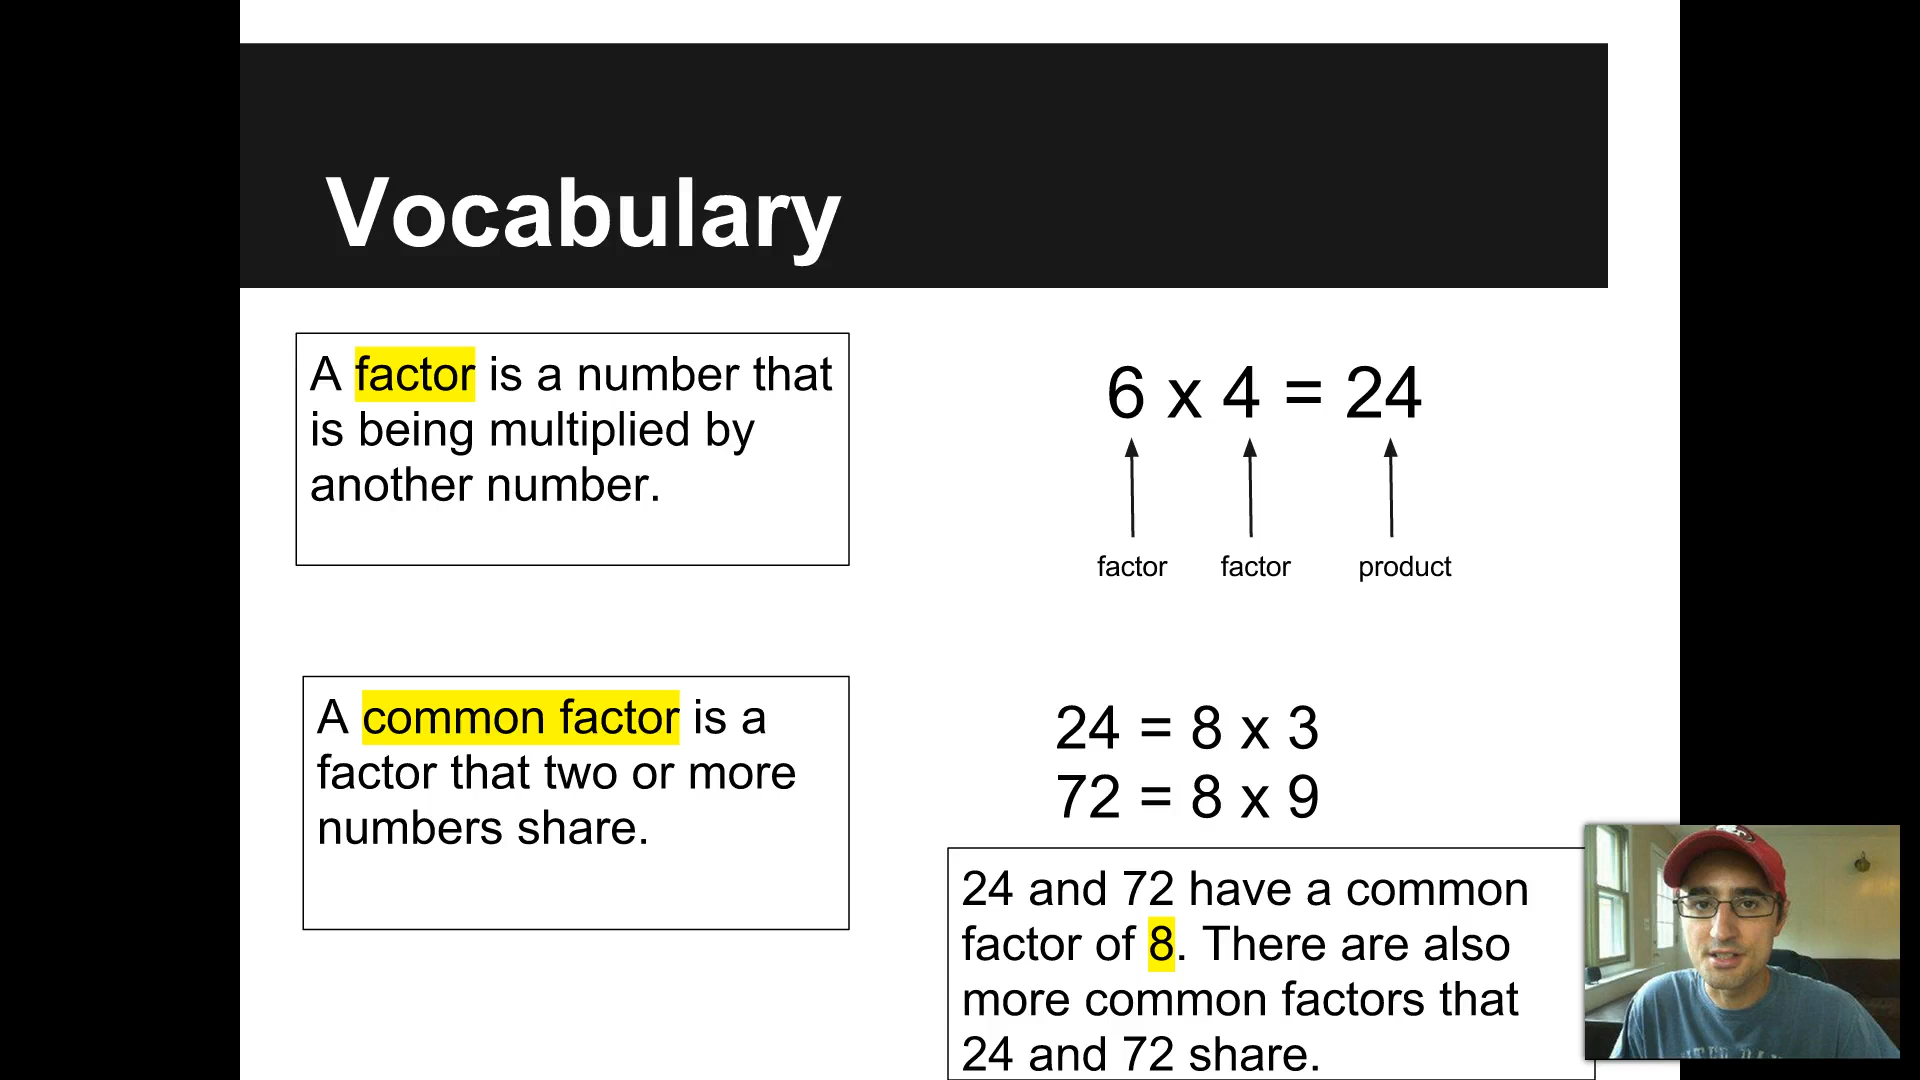 Vocabulary
A factor is a number that
is being multiplied by
another number.
6 x 4 = 24
factor factor product
A common factor is a
factor that two or more
numbers share.
24 = 8 x 3
72 = 8 x 9
24 and 72 have a common
factor of 8. There are also
more common factors that
24 and 72 share.